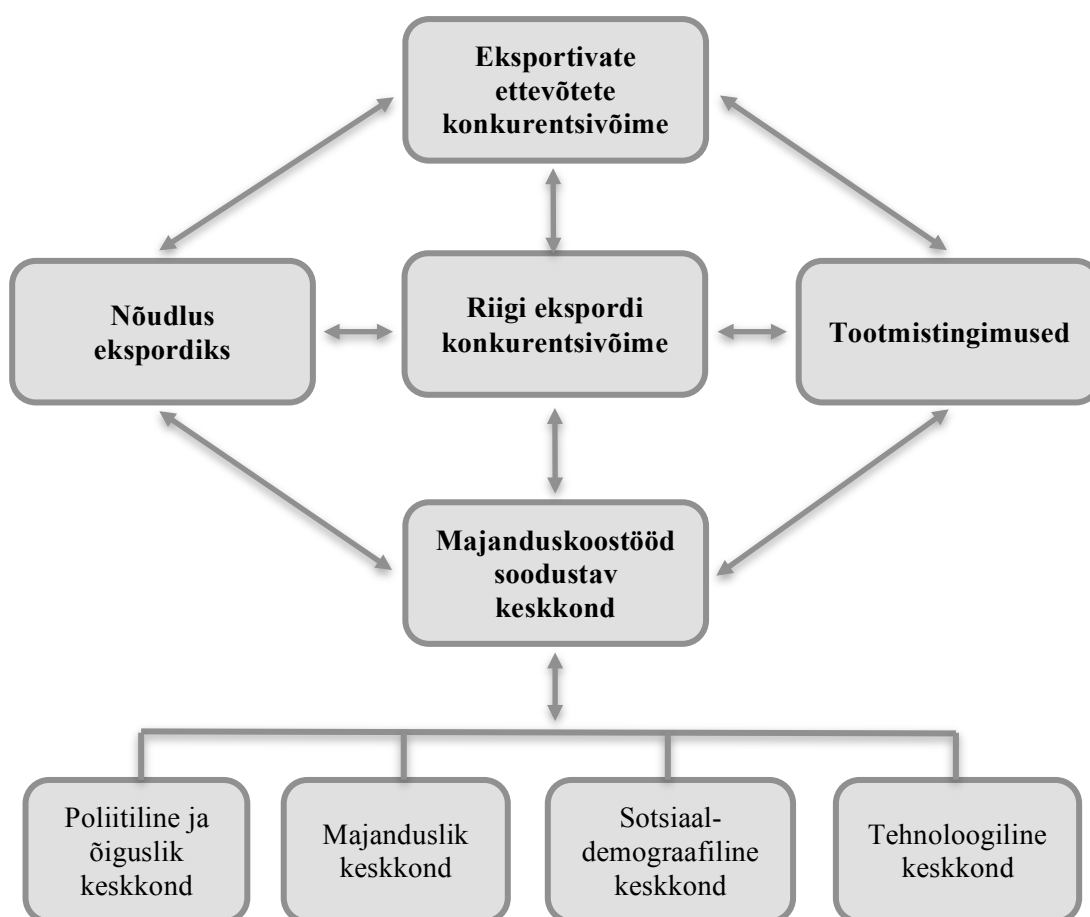 Eksportivate
ettevõtete
konkurentsivõime
Nõudlus
ekspordiks
Riigi ekspordi
konkurentsivõime
Tootmistingimused
Majanduskoostööd
soodustav
keskkond
Poliitiline ja
õiguslik
keskkond
Majanduslik
keskkond
Sotsiaal-
demograafiline
keskkond
Tehnoloogiline
keskkond